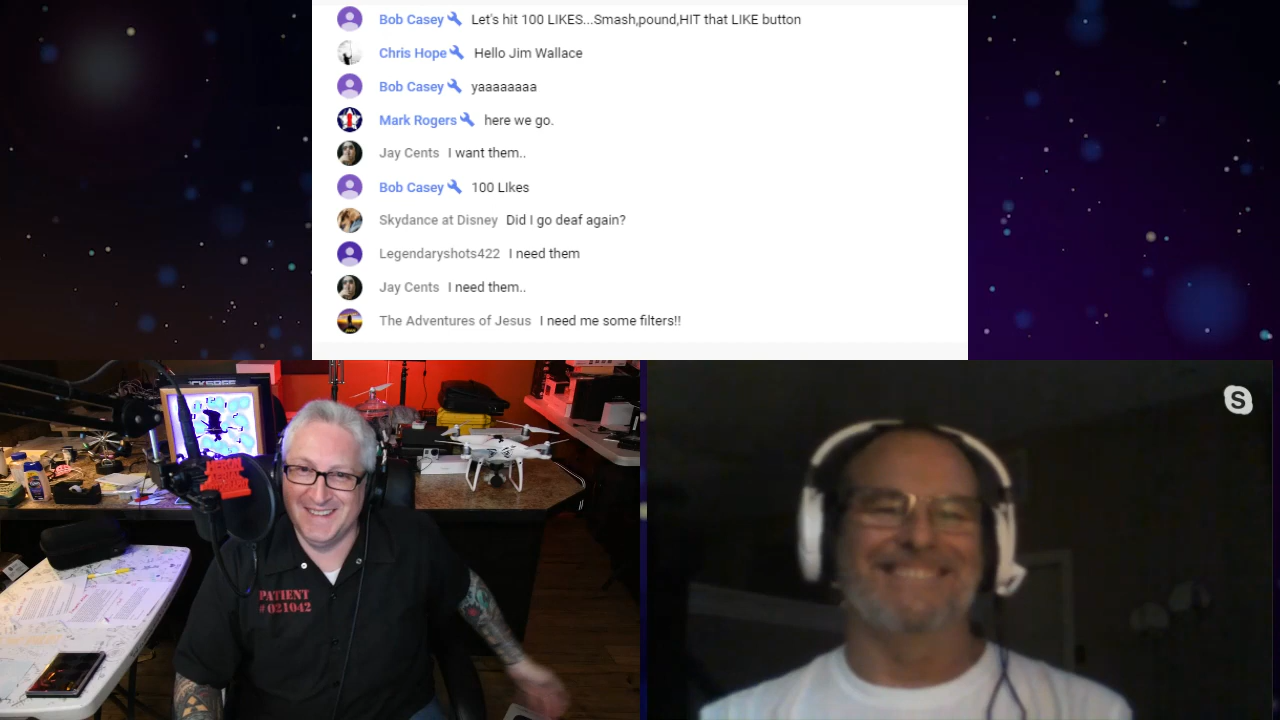 Bob Casey Let's hit 100 LIKES...Smash,pound,HIT that LIKE button
Chris Hope Hello Jim Wallace
Bob Casey yaaaaaaaa
Mark Rogers here we go.
Jay Cents I want them..
Bob Casey 100 LIkes
Skydance at Disney Did I go deaf again?
Legendaryshots422 I need them
Jay Cents I need them..
The Adventures of Jesus I need me some filters!!
PATIENT
#021042